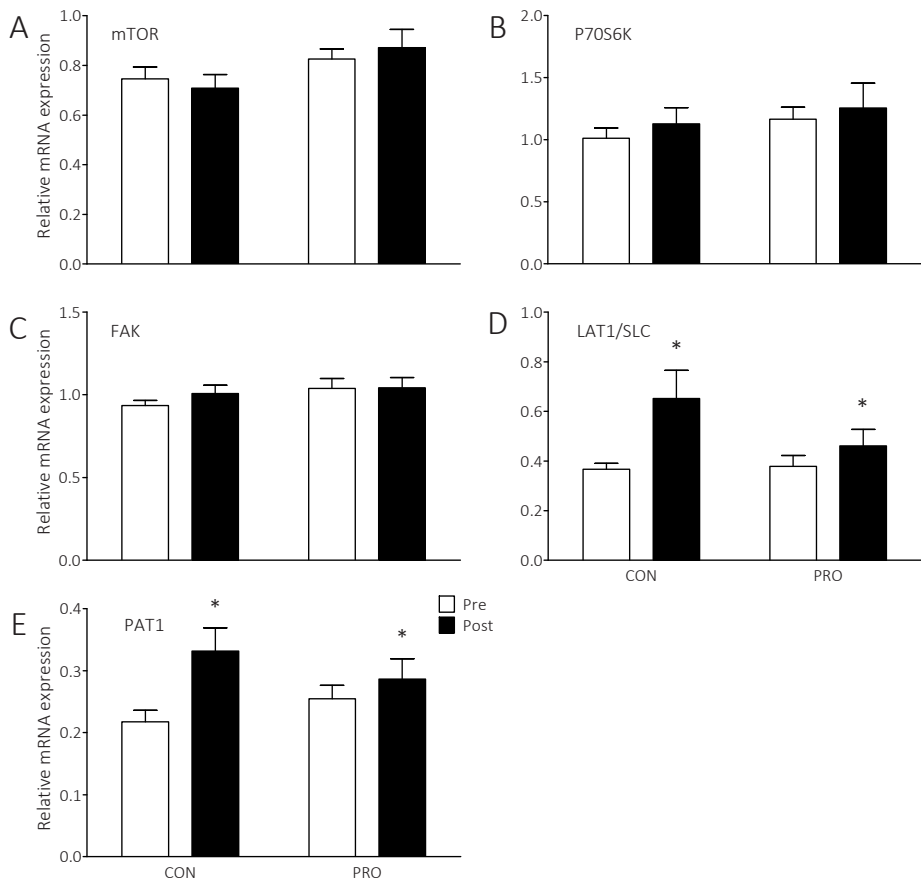 A
mTOR
Relative mRNA expression
1.0
0.8
0.6
0.4
0.2
0.0
B
P70S6K
2.0
1.5
1.0
0.5
0.0
C
FAK
Relative mRNA expression
1.5
1.0
0.5
0.0
D
LAT1/SLC
1.0
0.8
0.6
0.4
0.2
0.0
*
*
CON PRO
E
PAT1
Relative mRNA expression
0.4
0.3
0.2
0.1
0.0
*
*
CON PRO
Pre
Post